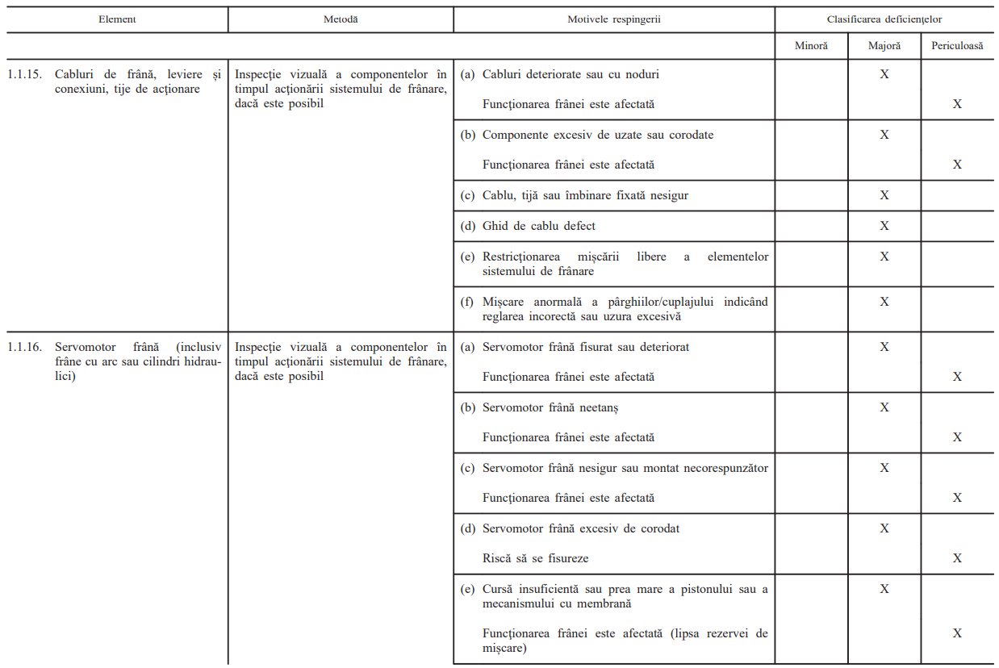 Element Metodă Motivele respingerii Clasificarea deficiențelor
Minoră Majoră Periculoasă
1.1.15. Cabluri de frână, leviere și
conexiuni, tije de acționare
Inspecție vizuală a componentelor în
timpul acționării sistemului de frânare,
dacă este posibil
(a) Cabluri deteriorate sau cu noduri X
Funcționarea frânei este afectată X
(b) Componente excesiv de uzate sau corodate X
Funcționarea frânei este afectată X
(c) Cablu, tijă sau îmbinare fixată nesigur X
(d) Ghid de cablu defect X
(e) Restricționarea mișcării libere a elementelor X
sistemului de frânare
(f) Mișcare anormală a pârghiilor/cuplajului indicând X
reglarea incorectă sau uzura excesivă
1.1.16. Servomotor frână (inclusiv
frâne cu arc sau cilindri hidrau-
lici)
Inspecție vizuală a componentelor în
timpul acționării sistemului de frânare,
dacă este posibil
(a) Servomotor frână fisurat sau deteriorat X
Funcționarea frânei este afectată X
(b) Servomotor frână neetanș X
Funcționarea frânei este afectată X
(c) Servomotor frână nesigur sau montat necorespunzător X
Funcționarea frânei este afectată X
(d) Servomotor frână excesiv de corodat X
Riscă să se fisureze X
(e) Cursă insuficientă sau prea mare a pistonului sau a X
mecanismului cu membrană
Funcționarea frânei este afectată (lipsa rezervei de X
mișcare)